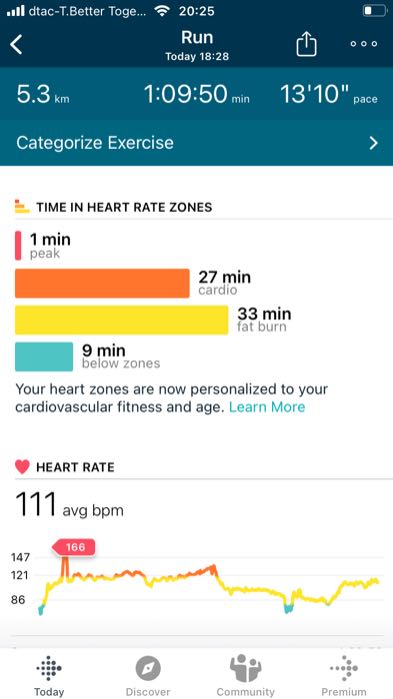 dtac-T.Better Toge... 20:25
Run
Today 18:28
5.3 km 1:09:50 min 13'10" pace
Categorize Exercise
TIME IN HEART RATE ZONES
1 min
peak
27 min
cardio
33 min
fat burn
9 min
below zones
Your heart zones are now personalized to your
cardiovascular fitness and age. Learn More
HEART RATE
111 avg bpm
166
147
121
86
Today Discover Community Premium